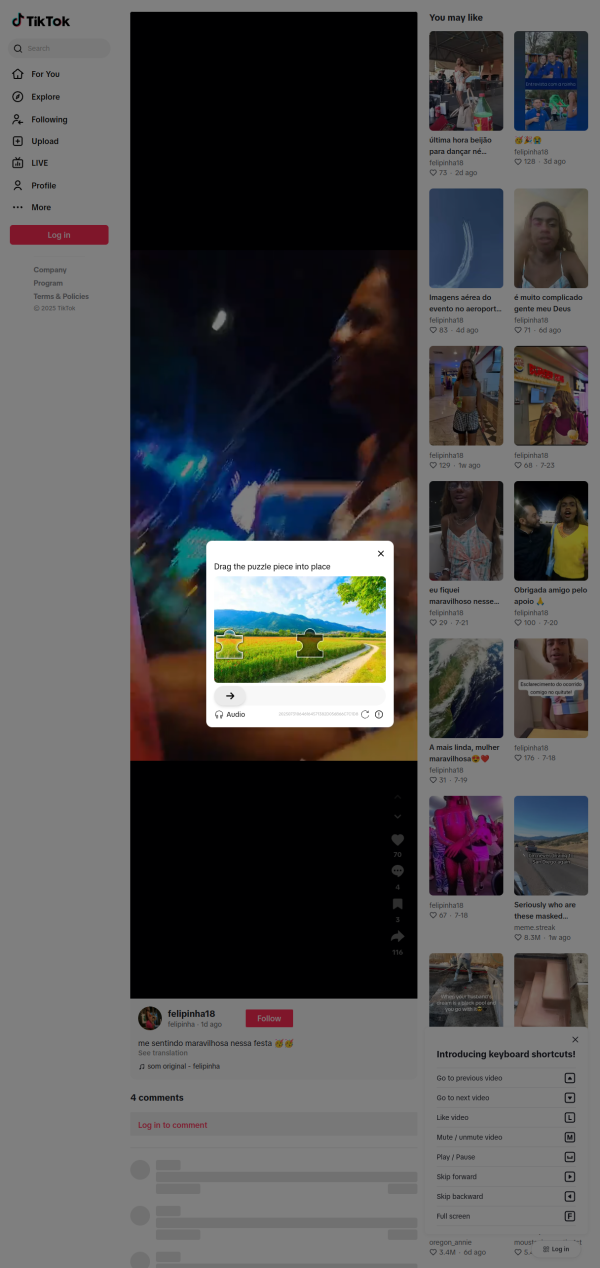 TikTok
Search
For You
Explore
Following
Upload
LIVE
Profile
More
Log in
Company
Program
Terms & Policies
© 2025 TikTok
Drag the puzzle piece into place
Audio
70
4
3
116
felipinha18
felipinha · 1d ago
Follow
me sentindo maravilhosa nessa festa 🥳🥳
See translation
som original - felipinha
4 comments
Log in to comment
You may like
última hora beijão
para dançar né...
felipinha18
73 · 2d ago
🥳🎉😭
felipinha18
128 · 3d ago
Imagens aérea do
evento no aeroport...
felipinha18
83 · 4d ago
é muito complicado
gente meu Deus
felipinha18
71 · 6d ago
felipinha18
129 · 1w ago
felipinha18
68 · 7-23
eu fiquei
maravilhoso nesse...
felipinha18
29 · 7-21
Obrigada amigo pelo
apoio 🙏
felipinha18
100 · 7-20
A mais linda, mulher
maravilhosa😍❤️
felipinha18
31 · 7-19
Esclarecimento do ocorrido
comigo no quitale!
felipinha18
176 · 7-18
felipinha18
67 · 7-18
Seriously who are
these masked...
meme.streak
8.3M · 1w ago
Introducing keyboard shortcuts!
Go to previous video
Go to next video
Like video
L
Mute / unmute video
M
Play / Pause
Skip forward
Skip backward
Full screen
F
oregon_annie
3.4M · 6d ago
Log in